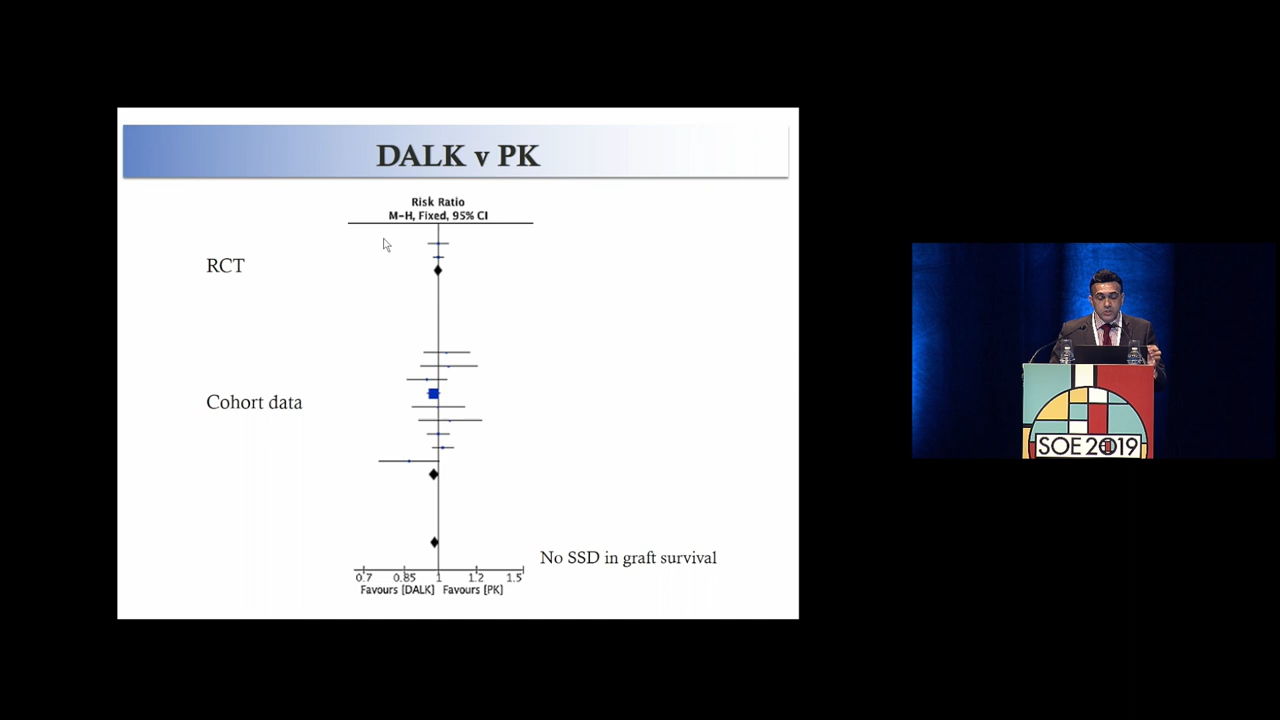 DALK v PK
Risk Ratio
M-H, Fixed, 95% CI
RCT
Cohort data
No SSD in graft survival
0.7 0.85 1 1.2 1.5
Favours [DALK] Favours [PK]
SOE 2019